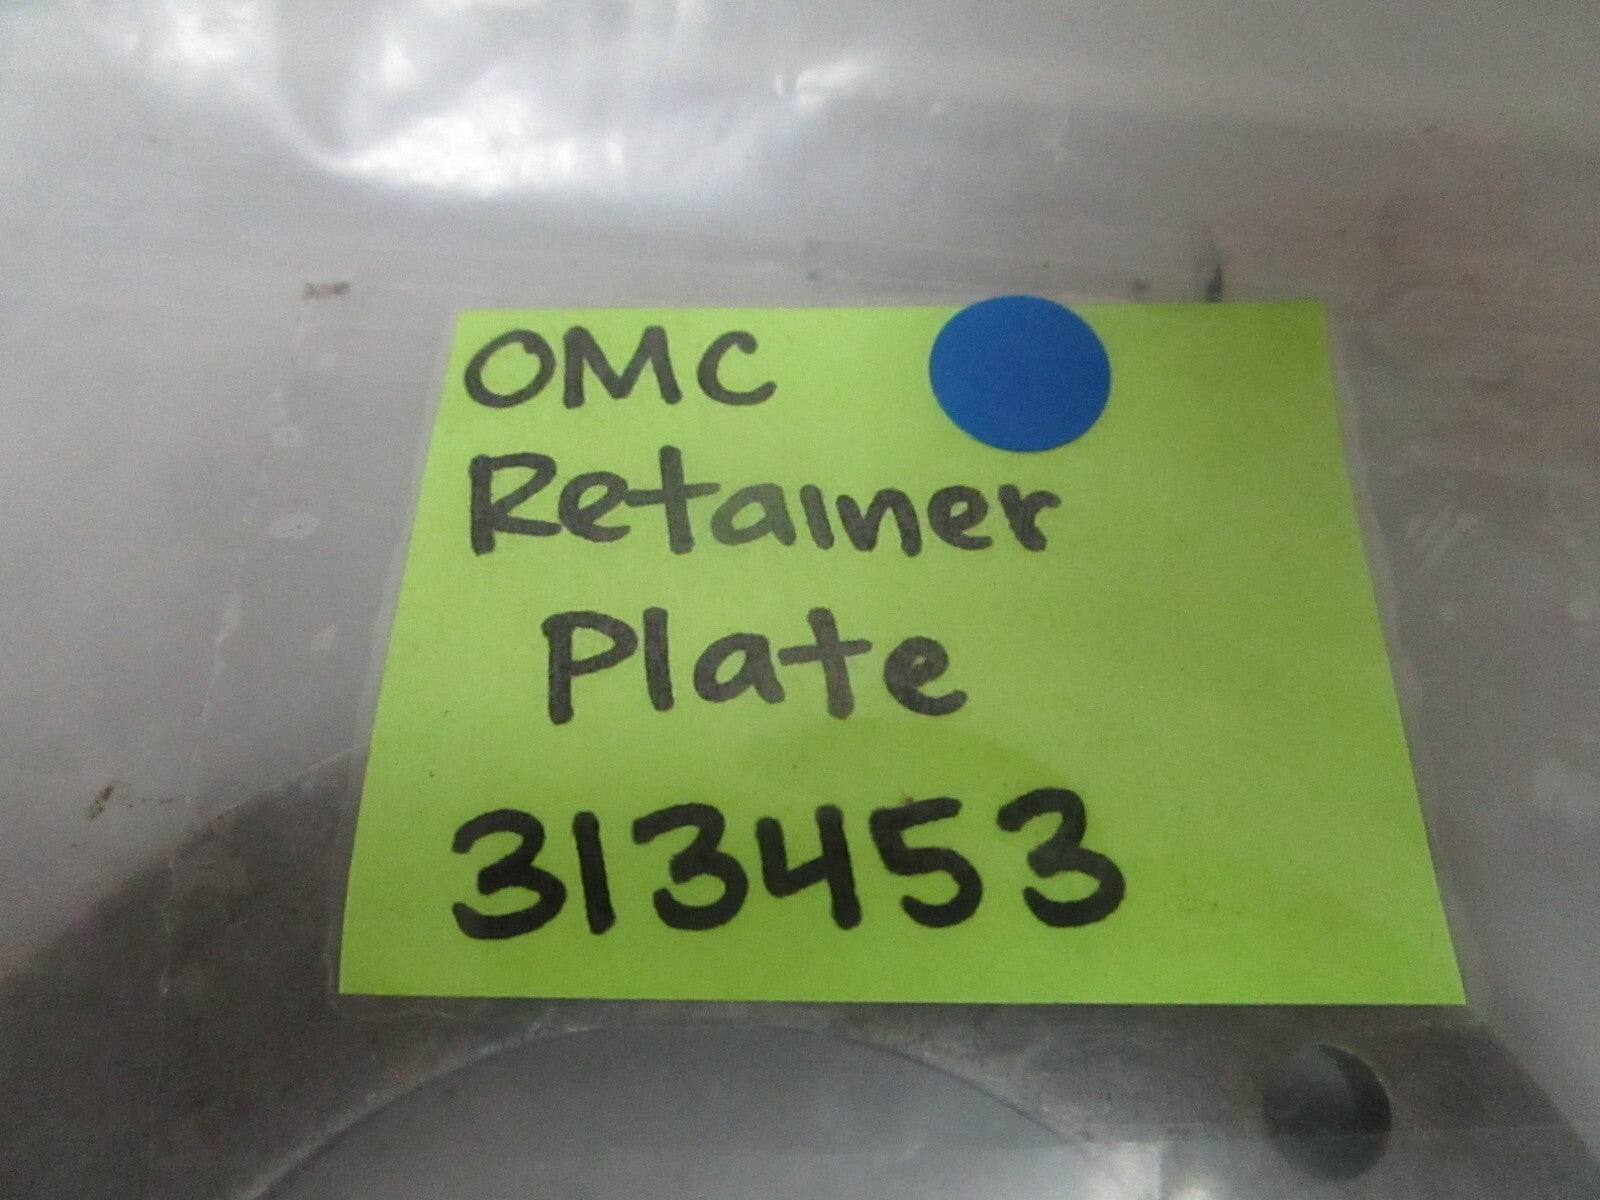 OMC
Retainer
Plate
313453